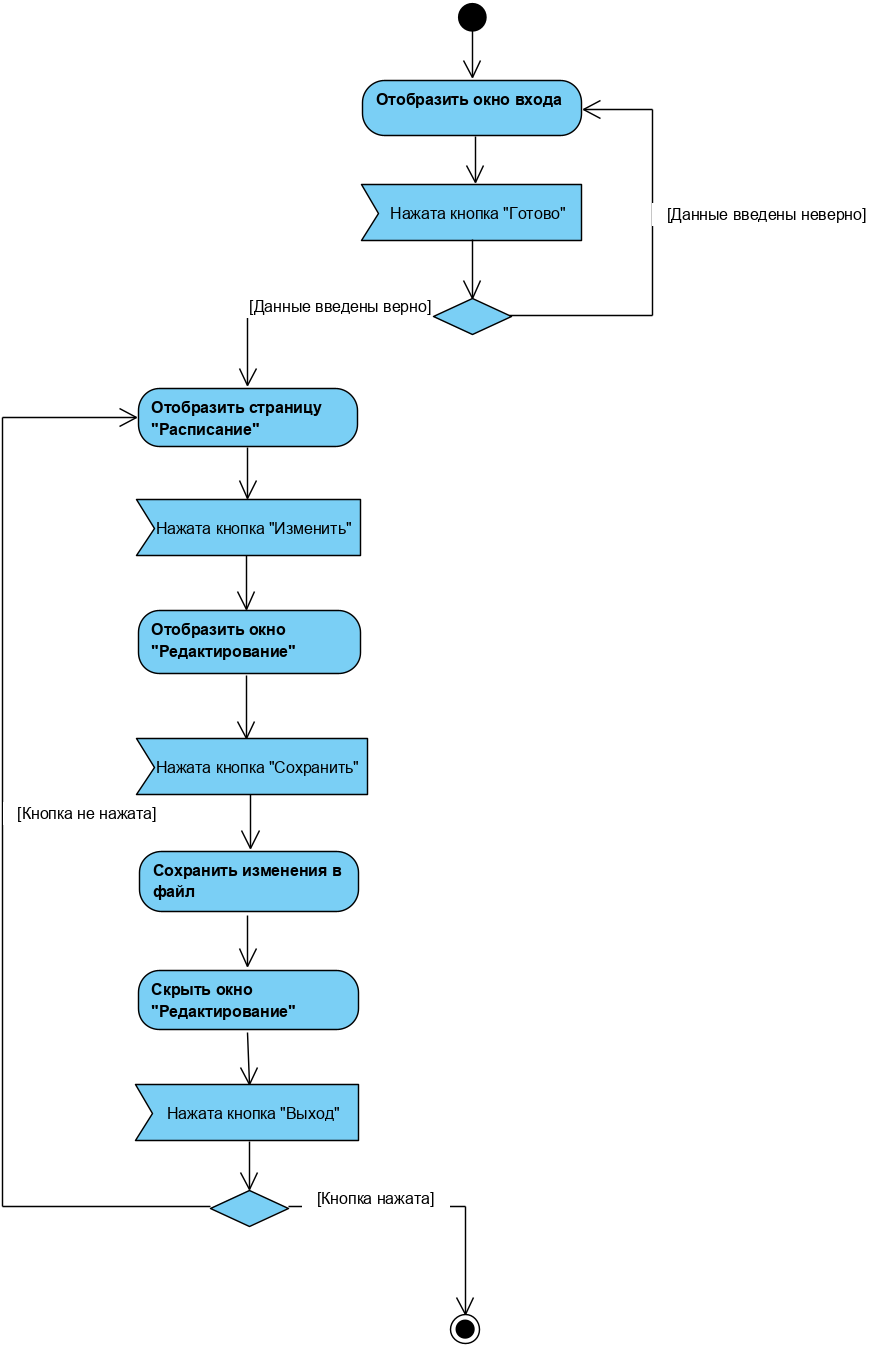 Отобразить окно входа
Нажата кнопка "Готово"
[Данные введены неверно]
[Данные введены верно]
Отобразить страницу
"Расписание"
Нажата кнопка "Изменить"
Отобразить окно
"Редактирование"
Нажата кнопка "Сохранить"
[Кнопка не нажата]
Сохранить изменения в
файл
Скрыть окно
"Редактирование"
Нажата кнопка "Выход"
[Кнопка нажата]